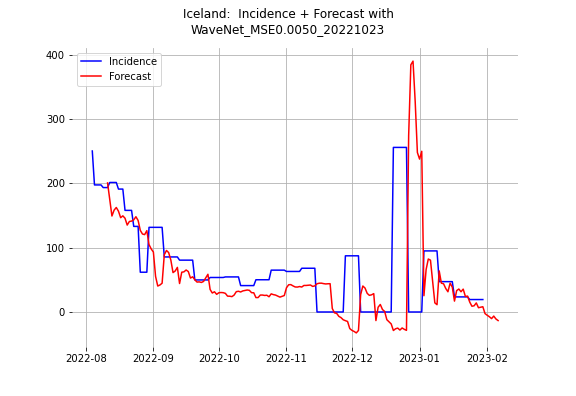 Iceland:  Incidence + Forecast with
WaveNet_MSE0.0050_20221023
400
Incidence
Forecast
300
200
100
0
2022-08 2022-09 2022-10 2022-11 2022-12 2023-01 2023-02